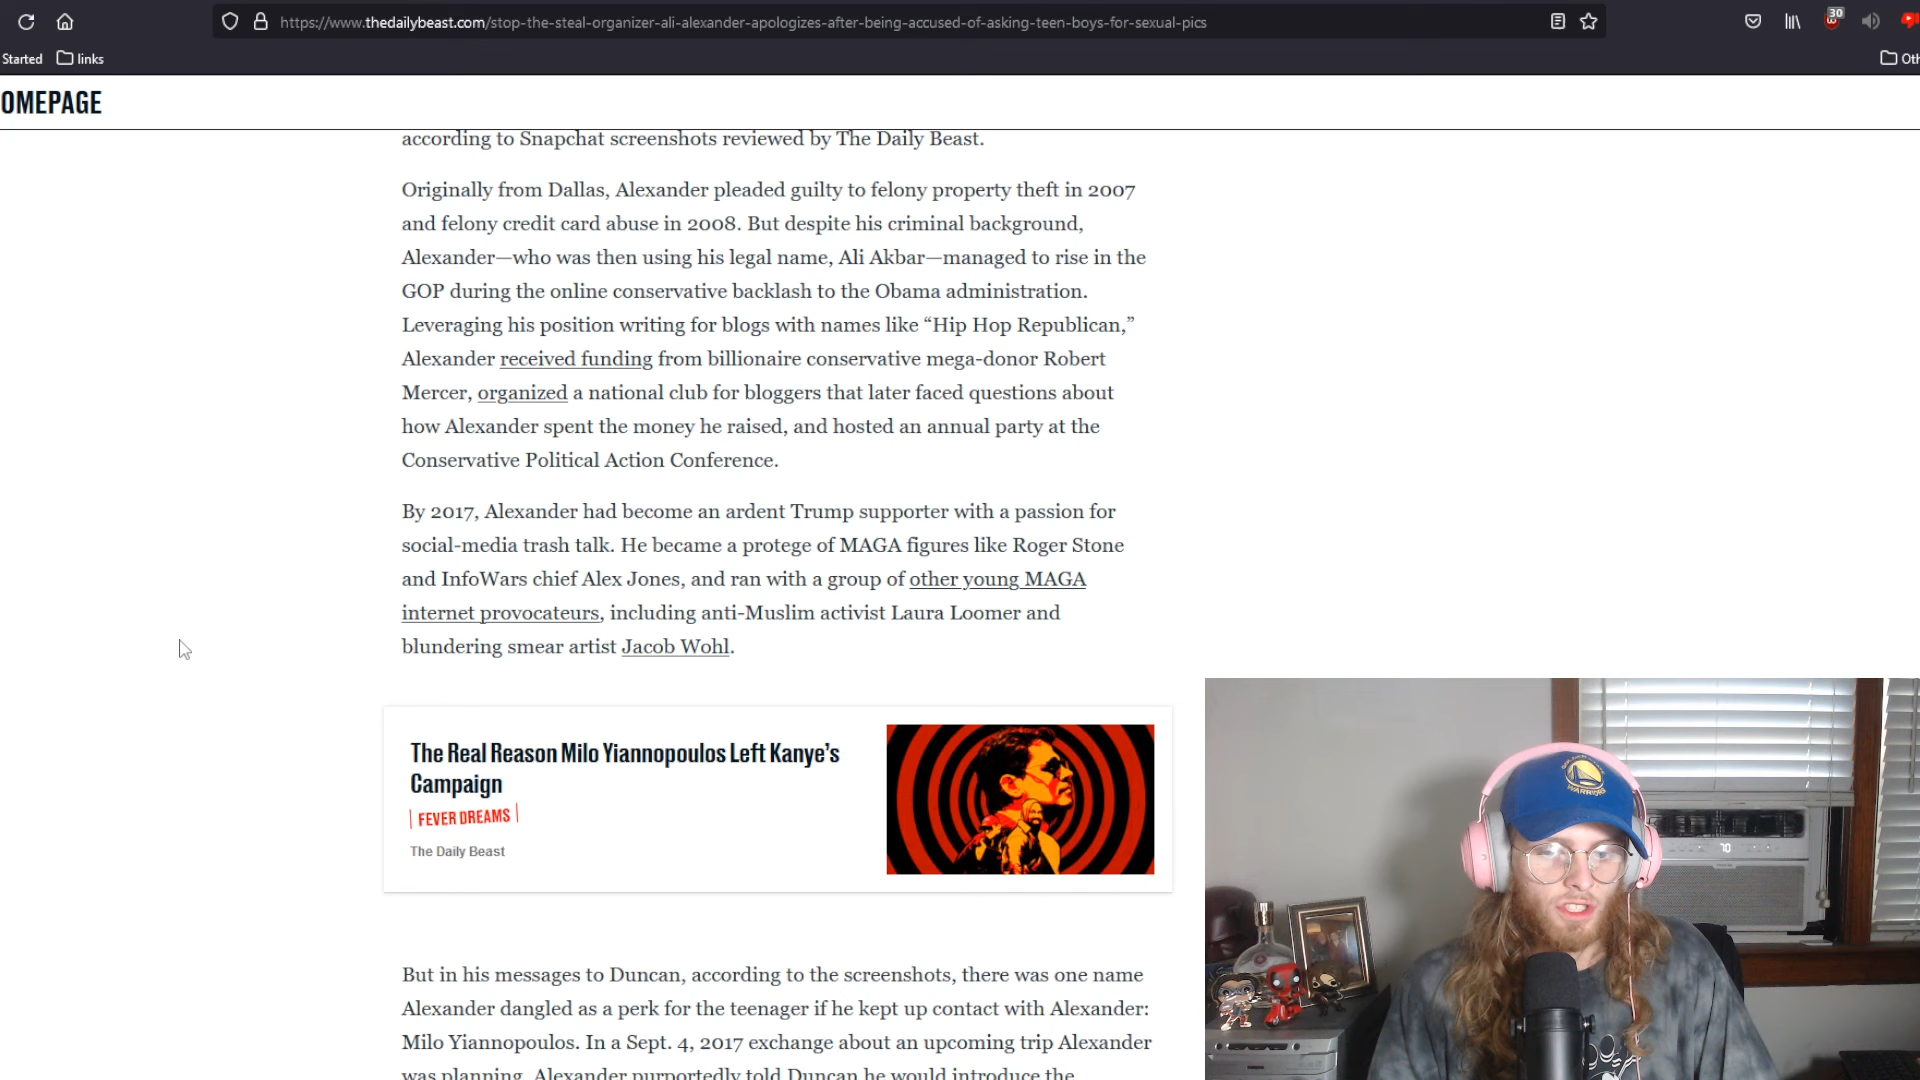 30
https://www.thedailybeast.com/stop-the-steal-organizer-ali-alexander-apologizes-after-being-accused-of-asking-teen-boys-for-sexual-pics
Started links Oth
OMEPAGE
according to Snapchat screenshots reviewed by The Daily Beast.
Originally from Dallas, Alexander pleaded guilty to felony property theft in 2007
and felony credit card abuse in 2008. But despite his criminal background,
Alexander—who was then using his legal name, Ali Akbar—managed to rise in the
GOP during the online conservative backlash to the Obama administration.
Leveraging his position writing for blogs with names like “Hip Hop Republican,”
Alexander received funding from billionaire conservative mega-donor Robert
Mercer, organized a national club for bloggers that later faced questions about
how Alexander spent the money he raised, and hosted an annual party at the
Conservative Political Action Conference.
By 2017, Alexander had become an ardent Trump supporter with a passion for
social-media trash talk. He became a protege of MAGA figures like Roger Stone
and InfoWars chief Alex Jones, and ran with a group of other young MAGA
internet provocateurs, including anti-Muslim activist Laura Loomer and
blundering smear artist Jacob Wohl.
The Real Reason Milo Yiannopoulos Left Kanye’s
Campaign
FEVER DREAMS
The Daily Beast
But in his messages to Duncan, according to the screenshots, there was one name
Alexander dangled as a perk for the teenager if he kept up contact with Alexander:
Milo Yiannopoulos. In a Sept. 4, 2017 exchange about an upcoming trip Alexander
was planning, Alexander purportedly told Duncan he would introduce the
WARRIORS
70